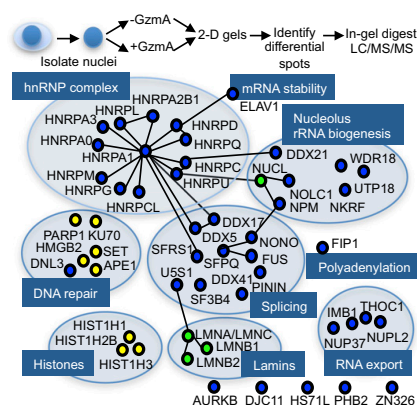 -GzmA
+GzmA
Isolate nuclei
2-D gels
Identify
differential
spots
In-gel digest
LC/MS/MS
hnRNP complex
mRNA stability
ELAVL1
HNRPA2B1
HNRPL
HNRPA3
HNRPD
HNRPA0
HNRPQ
HNRPA1
HNRPC
HNRPM
HNRPU
HNRPG
HNRPCL
Nucleolus
rRNA biogenesis
DDX21
WDR18
NUCL
UTP18
NOLC1
NPM
NKRF
PARP1
KU70
HMGB2
SET
DNL3
APE1
DNA repair
DDX17
DDX5
NONO
SFRS1
SFPQ
FUS
U5S1
DDX41
PININ
SF3B4
Splicing
FIP1
Polyadenylation
HIST1H1
HIST1H2B
HIST1H3
Histones
LMNA/LMNC
LMNB1
LMNB2
Lamins
THOC1
IMB1
NUPL2
NUP37
RNA export
AURKB
DJC11
HS71L
PHB2
ZN326